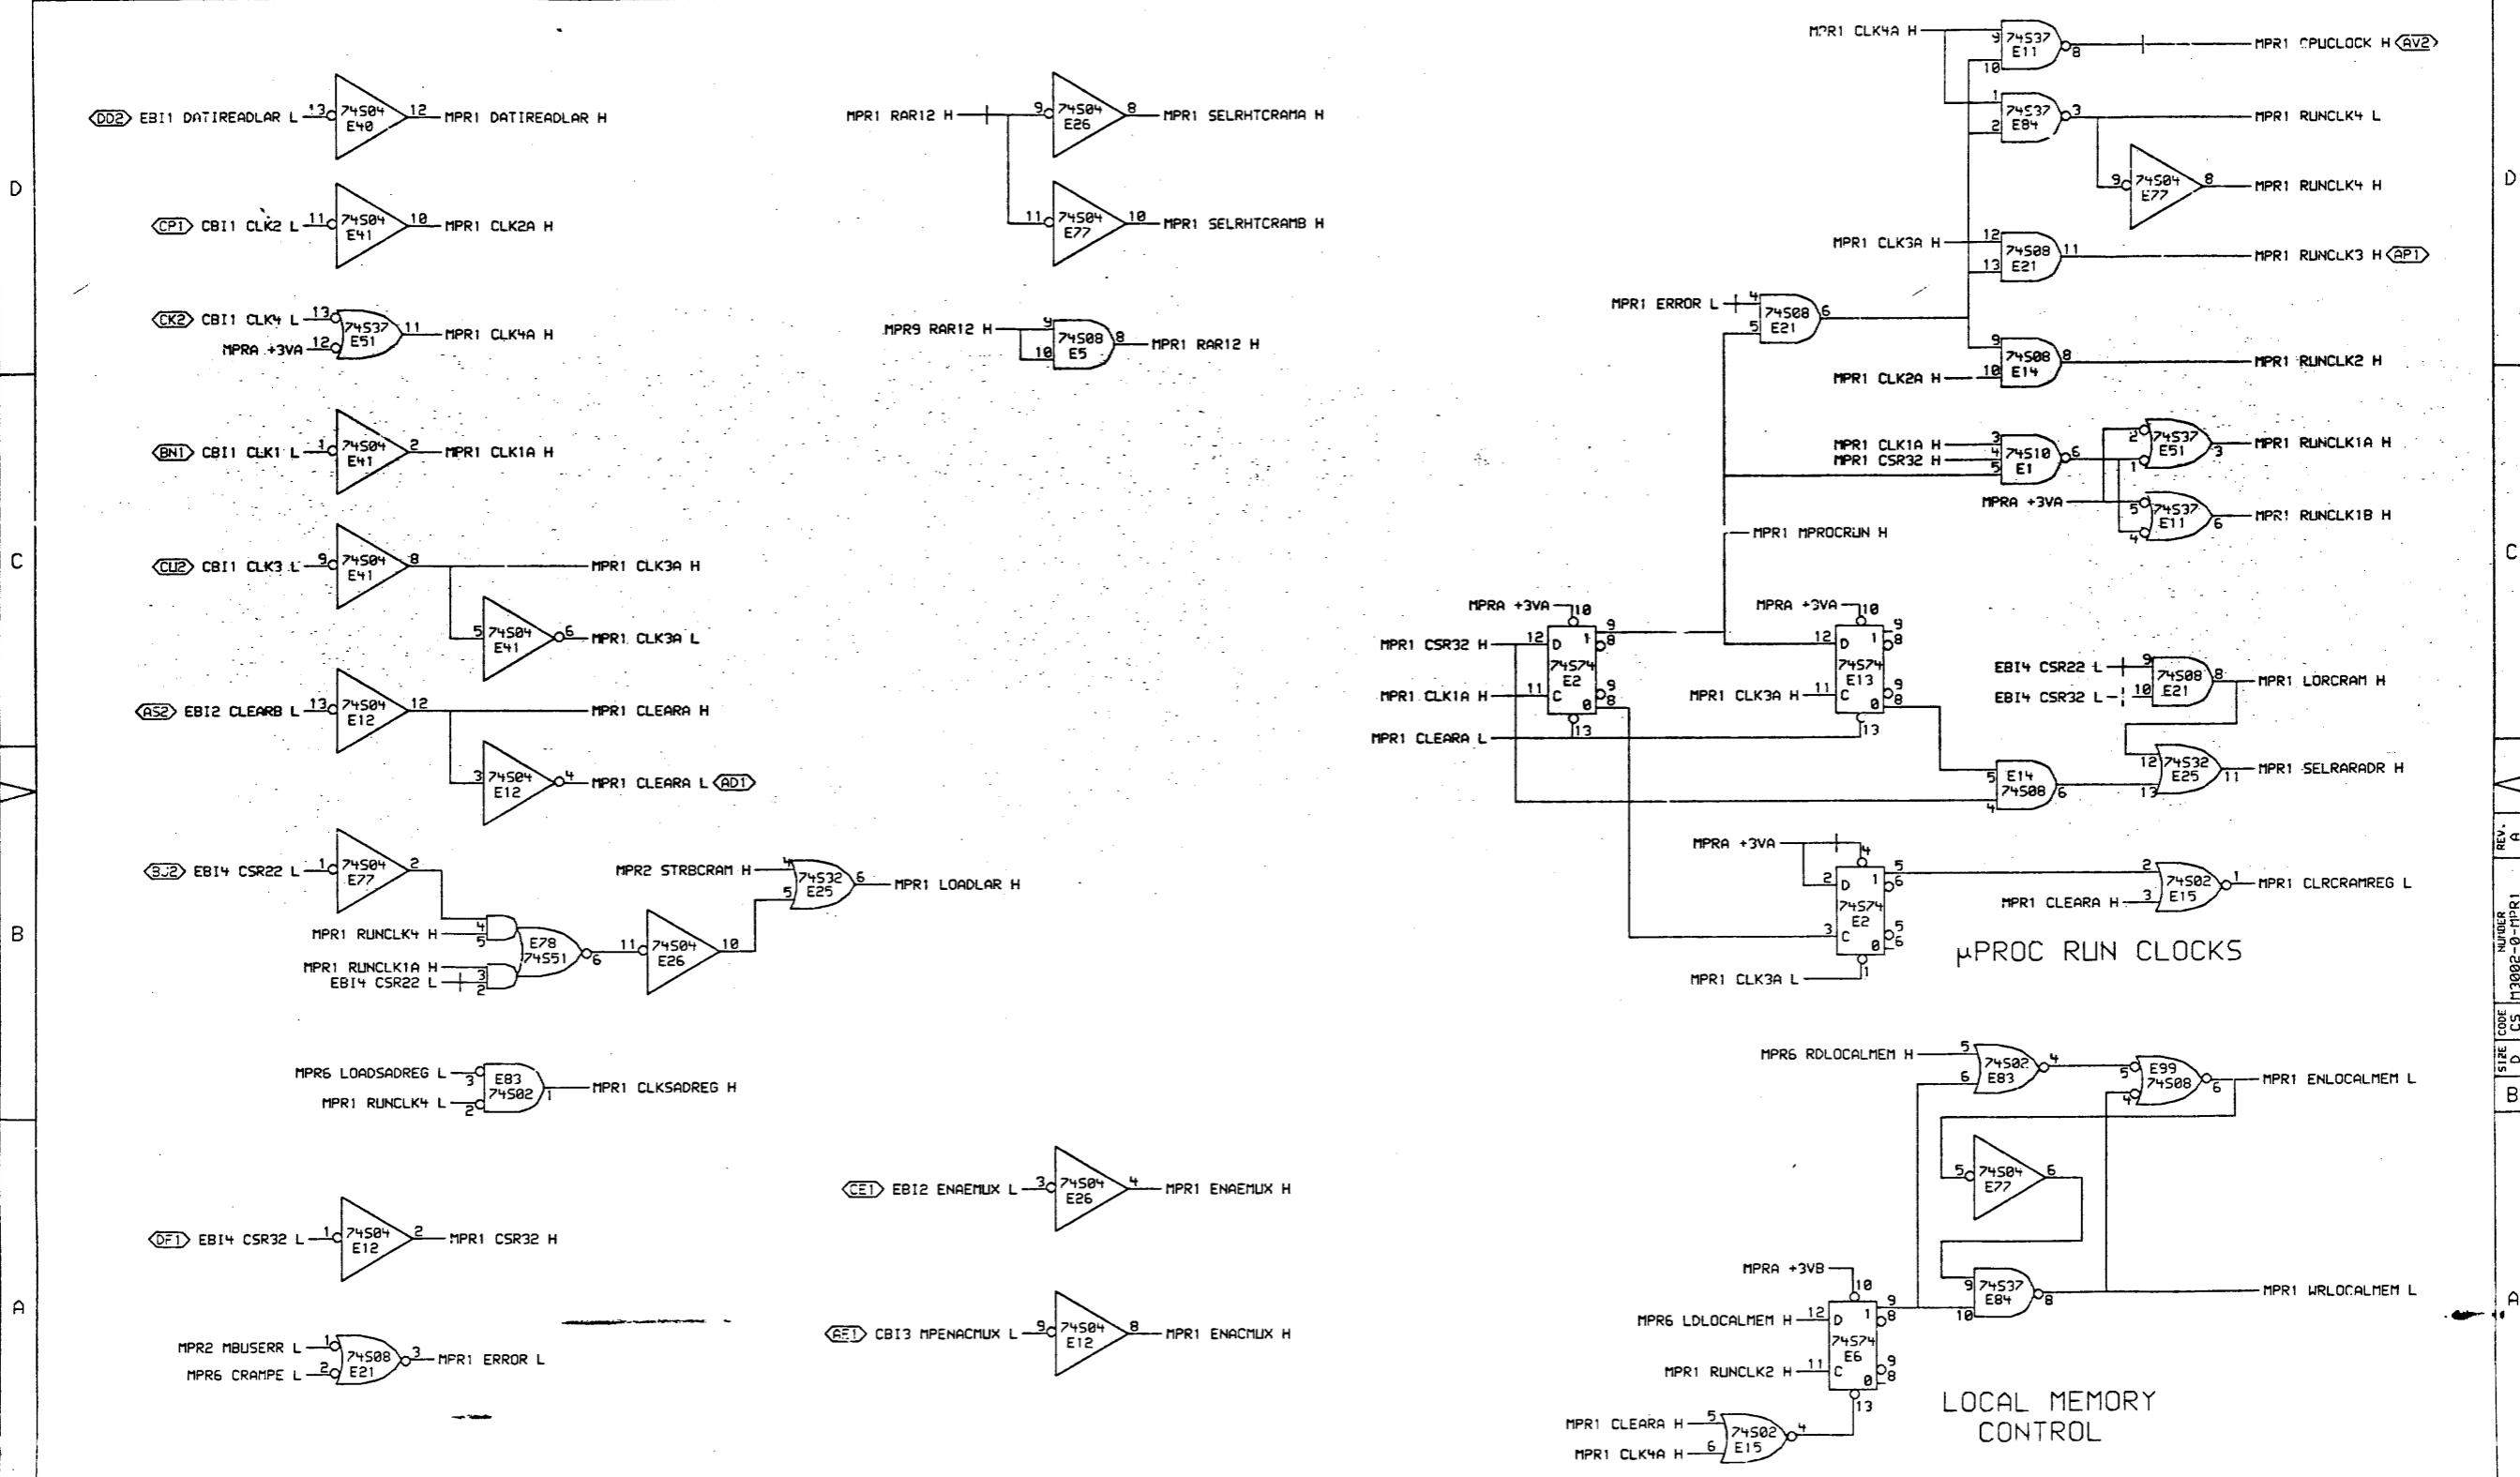 DD2 EBI1 DATIREADLAR L 13 74S04 E40 12 MPR1 DATIREADLAR H
CP1 CBI1 CLK2 L 11 74S04 E41 10 MPR1 CLK2A H
CK2 CBI1 CLK4 L 13
MPRA +3VA 12
74S37 E51 11 MPR1 CLK4A H
BN1 CBI1 CLK1 L 1 74S04 E41 2 MPR1 CLK1A H
CU2 CBI1 CLK3 L 9 74S04 E41 8 MPR1 CLK3A H
5 74S04 E41 6 MPR1 CLK3A L
AS2 EBI2 CLEARB L 13 74S04 E12 12 MPR1 CLEARA H
3 74S04 E12 4 MPR1 CLEARA L AD1
BJ2 EBI4 CSR22 L 1 74S04 E77 2
MPR1 RUNCLK4 H 4 5
MPR1 RUNCLK1A H 3
EBI4 CSR22 L 2
E78 74S51 6
11 74S04 E26 10
MPR2 STRBCRAM H 4 5 74S32 E25 6 MPR1 LOADLAR H
MPR6 LOADSADREG L 3
MPR1 RUNCLK4 L 2
E83 74S02 1 MPR1 CLKSADREG H
DF1 EBI4 CSR32 L 1 74S04 E12 2 MPR1 CSR32 H
MPR2 MBUSERR L 1
MPR6 CRAMPE L 2
74S08 E21 3 MPR1 ERROR L
MPR1 RAR12 H 9 74S04 E26 8 MPR1 SELRHTCRAMA H
11 74S04 E77 10 MPR1 SELRHTCRAMB H
MPR9 RAR12 H 9 10 74S08 E5 8 MPR1 RAR12 H
CE1 EBI2 ENAEMUX L 3 74S04 E26 4 MPR1 ENAEMUX H
AE1 CBI3 MPENACMUX L 9 74S04 E12 8 MPR1 ENACMUX H
MPR1 CLK4A H 9 10 74S37 E11 8 MPR1 CPUCLOCK H AV2
1 2 74S37 E84 3 MPR1 RUNCLK4 L
9 74S04 E77 8 MPR1 RUNCLK4 H
MPR1 CLK3A H 12 13 74S08 E21 11 MPR1 RUNCLK3 H AP1
MPR1 ERROR L 4 5 74S08 E21 6
MPR1 CLK2A H 9 10 74S08 E14 8 MPR1 RUNCLK2 H
MPR1 CLK1A H 3
MPR1 CSR32 H 4
5 74S10 E1 6
2 1 74S37 E51 3 MPR1 RUNCLK1A H
MPRA +3VA 5 4 74S37 E11 6 MPR1 RUNCLK1B H
MPR1 MPROCRUN H
MPRA +3VA 10
MPR1 CSR32 H 12 D 1 9 8
74S74 E2
MPR1 CLK1A H 11 C 0 9 8
MPR1 CLEARA L 13 13
MPRA +3VA 10
12 D 1 9 8
74S74 E13
MPR1 CLK3A H 11 C 0 9 8
EBI4 CSR22 L 9
EBI4 CSR32 L 10
74S08 E21 8 MPR1 LORCRAM H
5 4 E14 74S08 6
12 13 74S32 E25 11 MPR1 SELRARADR H
MPRA +3VA 4
2 D 1 5 6
74S74 E2
3 C 0 5 6
MPR1 CLK3A L 1
MPR1 CLEARA H 2 3 74S02 E15 1 MPR1 CLRCRAMREG L
µPROC RUN CLOCKS
MPR6 RDLOCALMEM H 5 6 74S02 E83 4
5 4 E99 74S08 6 MPR1 ENLOCALMEM L
5 74S04 E77 6
9 10 74S37 E84 8 MPR1 WRLOCALMEM L
MPRA +3VB 10
MPR6 LDLOCALMEM H 12 D 1 9 8
74S74 E6
MPR1 RUNCLK2 H 11 C 0 9 8
13
MPR1 CLEARA H 5
MPR1 CLK4A H 6
74S02 E15 4
LOCAL MEMORY
CONTROL
D
C
B
A
D
C
B
A
REV. A
NUMBER M3002-0-MPR1
CODE CS
SIZE D